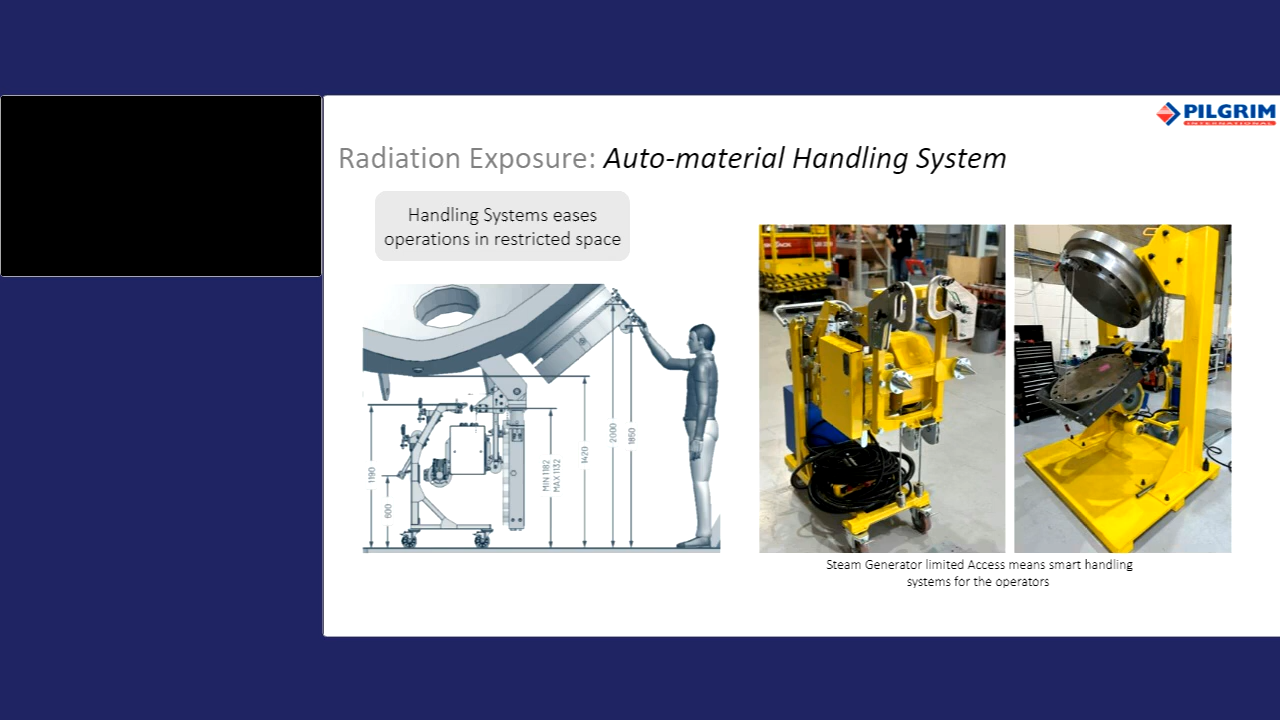 PILGRIM
INTERNATIONAL
Radiation Exposure: Auto-material Handling System
Handling Systems eases
operations in restricted space
1190
800
MIN 1182
MAX 1132
1420
2000
1850
Steam Generator limited Access means smart handling
systems for the operators